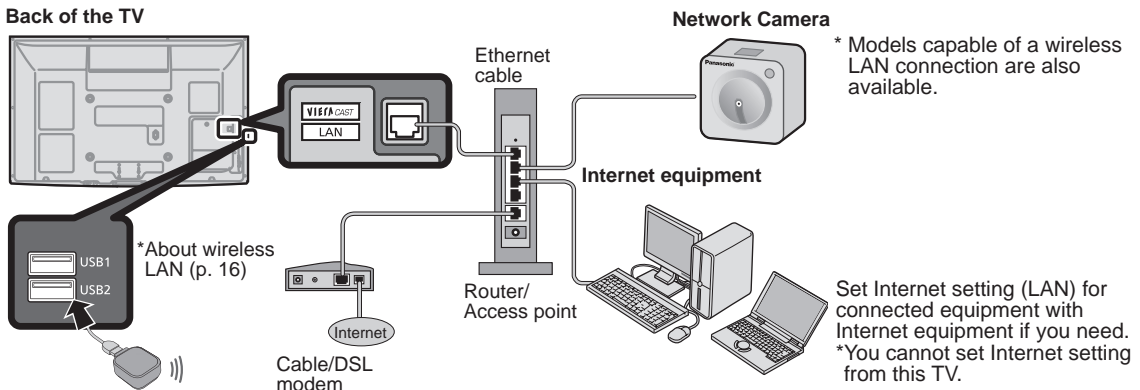 Back of the TV
VIERA CAST
LAN
Ethernet
cable
Network Camera
Panasonic
* Models capable of a wireless
LAN connection are also
available.
Internet equipment
USB1
USB2
*About wireless
LAN (p. 16)
Internet
Cable/DSL
modem
Router/
Access point
Set Internet setting (LAN) for
connected equipment with
Internet equipment if you need.
*You cannot set Internet setting
from this TV.